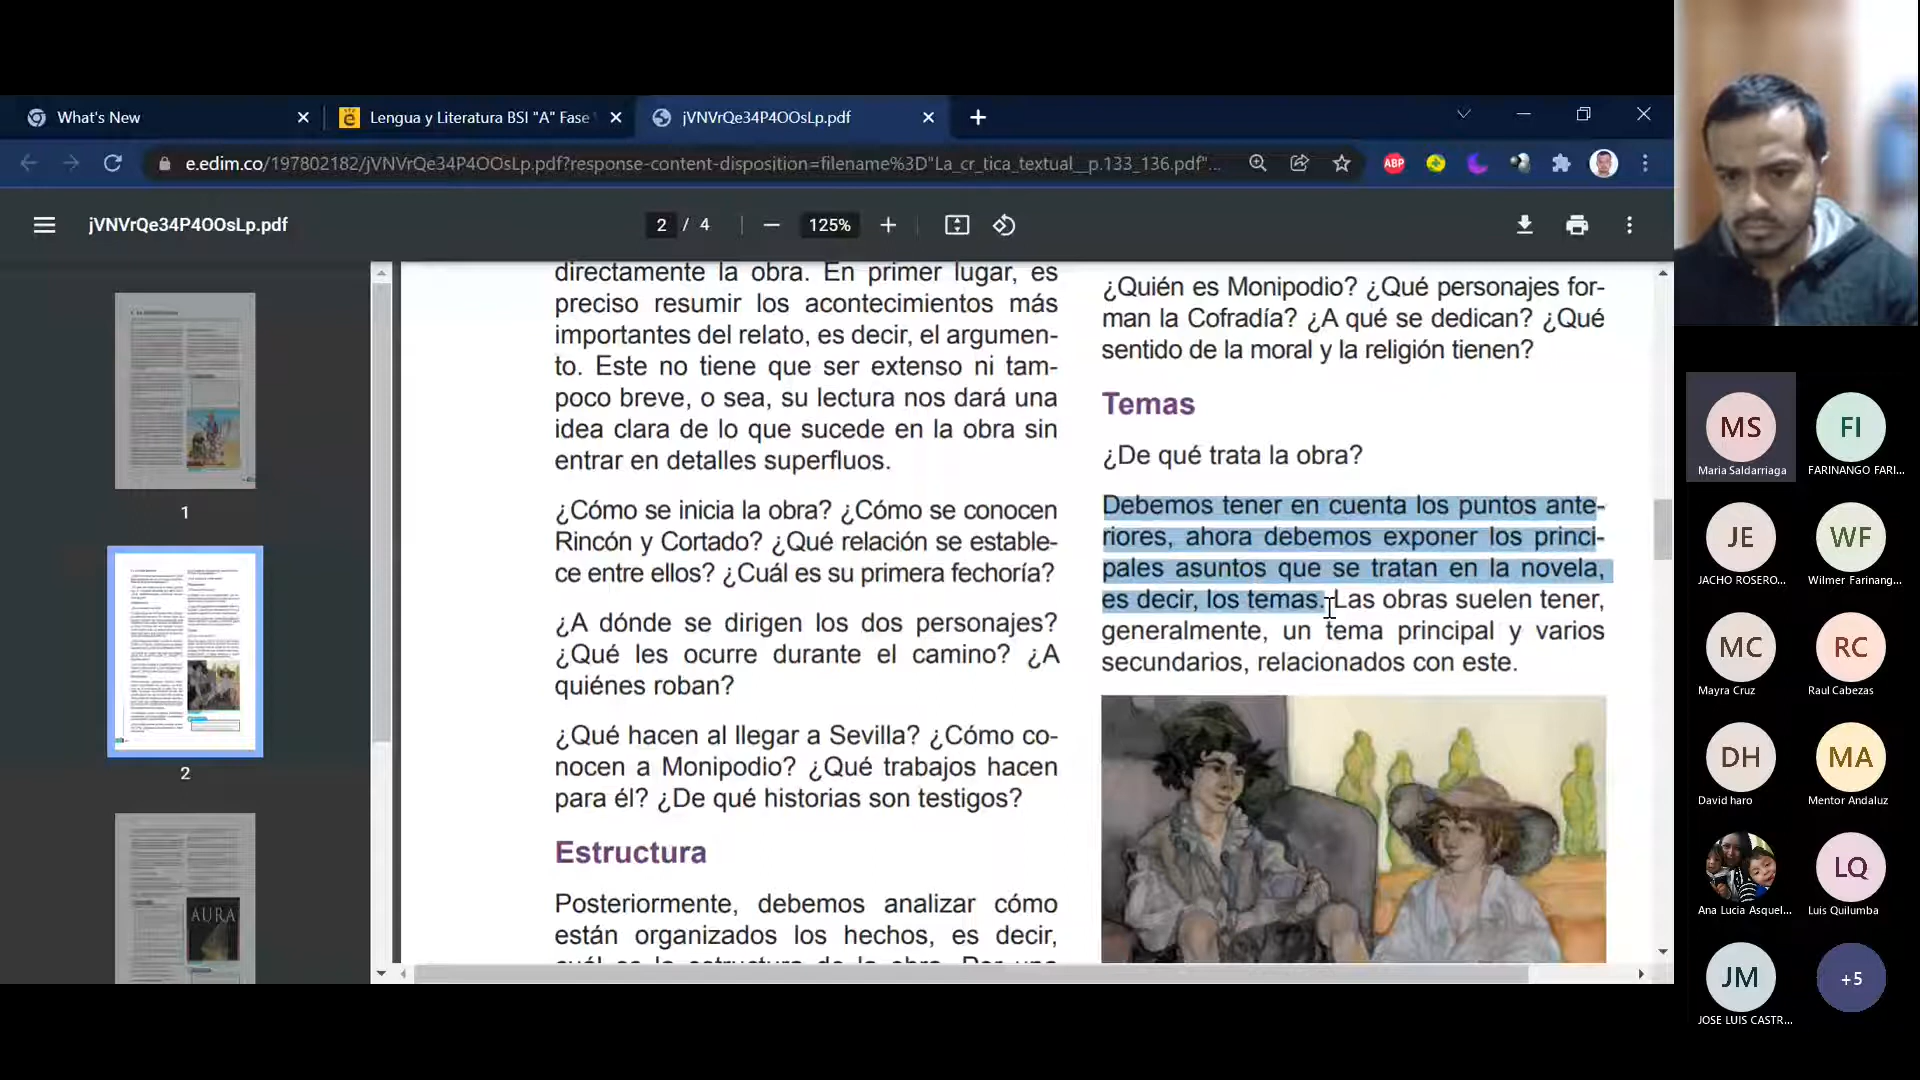 What's New
Lengua y Literatura BSI "A" Fase
jVNVrQe34P4OOsLp.pdf
e.edim.co/197802182/jVNVrQe34P4OOsLp.pdf?response-content-disposition=filename%3D"La_cr_tica_textual__p.133_136.pdf"...
ABP
jVNVrQe34P4OOsLp.pdf
2 / 4
125%
1
2
AURA
directamente la obra. En primer lugar, es
preciso resumir los acontecimientos más
importantes del relato, es decir, el argumen-
to. Este no tiene que ser extenso ni tam-
poco breve, o sea, su lectura nos dará una
idea clara de lo que sucede en la obra sin
entrar en detalles superfluos.
¿Cómo se inicia la obra? ¿Cómo se conocen
Rincón y Cortado? ¿Qué relación se estable-
ce entre ellos? ¿Cuál es su primera fechoría?
¿A dónde se dirigen los dos personajes?
¿Qué les ocurre durante el camino? ¿A
quiénes roban?
¿Qué hacen al llegar a Sevilla? ¿Cómo co-
nocen a Monipodio? ¿Qué trabajos hacen
para él? ¿De qué historias son testigos?
Estructura
Posteriormente, debemos analizar cómo
están organizados los hechos, es decir,
cuál es la estructura de la obra. Por una
¿Quién es Monipodio? ¿Qué personajes for-
man la Cofradía? ¿A qué se dedican? ¿Qué
sentido de la moral y la religión tienen?
Temas
¿De qué trata la obra?
Debemos tener en cuenta los puntos ante-
riores, ahora debemos exponer los princi-
pales asuntos que se tratan en la novela,
es decir, los temas. Las obras suelen tener,
generalmente, un tema principal y varios
secundarios, relacionados con este.
MS
Maria Saldarriaga
FI
FARINANGO FARI...
JE
JACHO ROSERO...
WF
Wilmer Farinang...
MC
Mayra Cruz
RC
Raul Cabezas
DH
David haro
MA
Mentor Andaluz
Ana Lucia Asquel...
LQ
Luis Quilumba
JM
JOSE LUIS CASTR...
+5